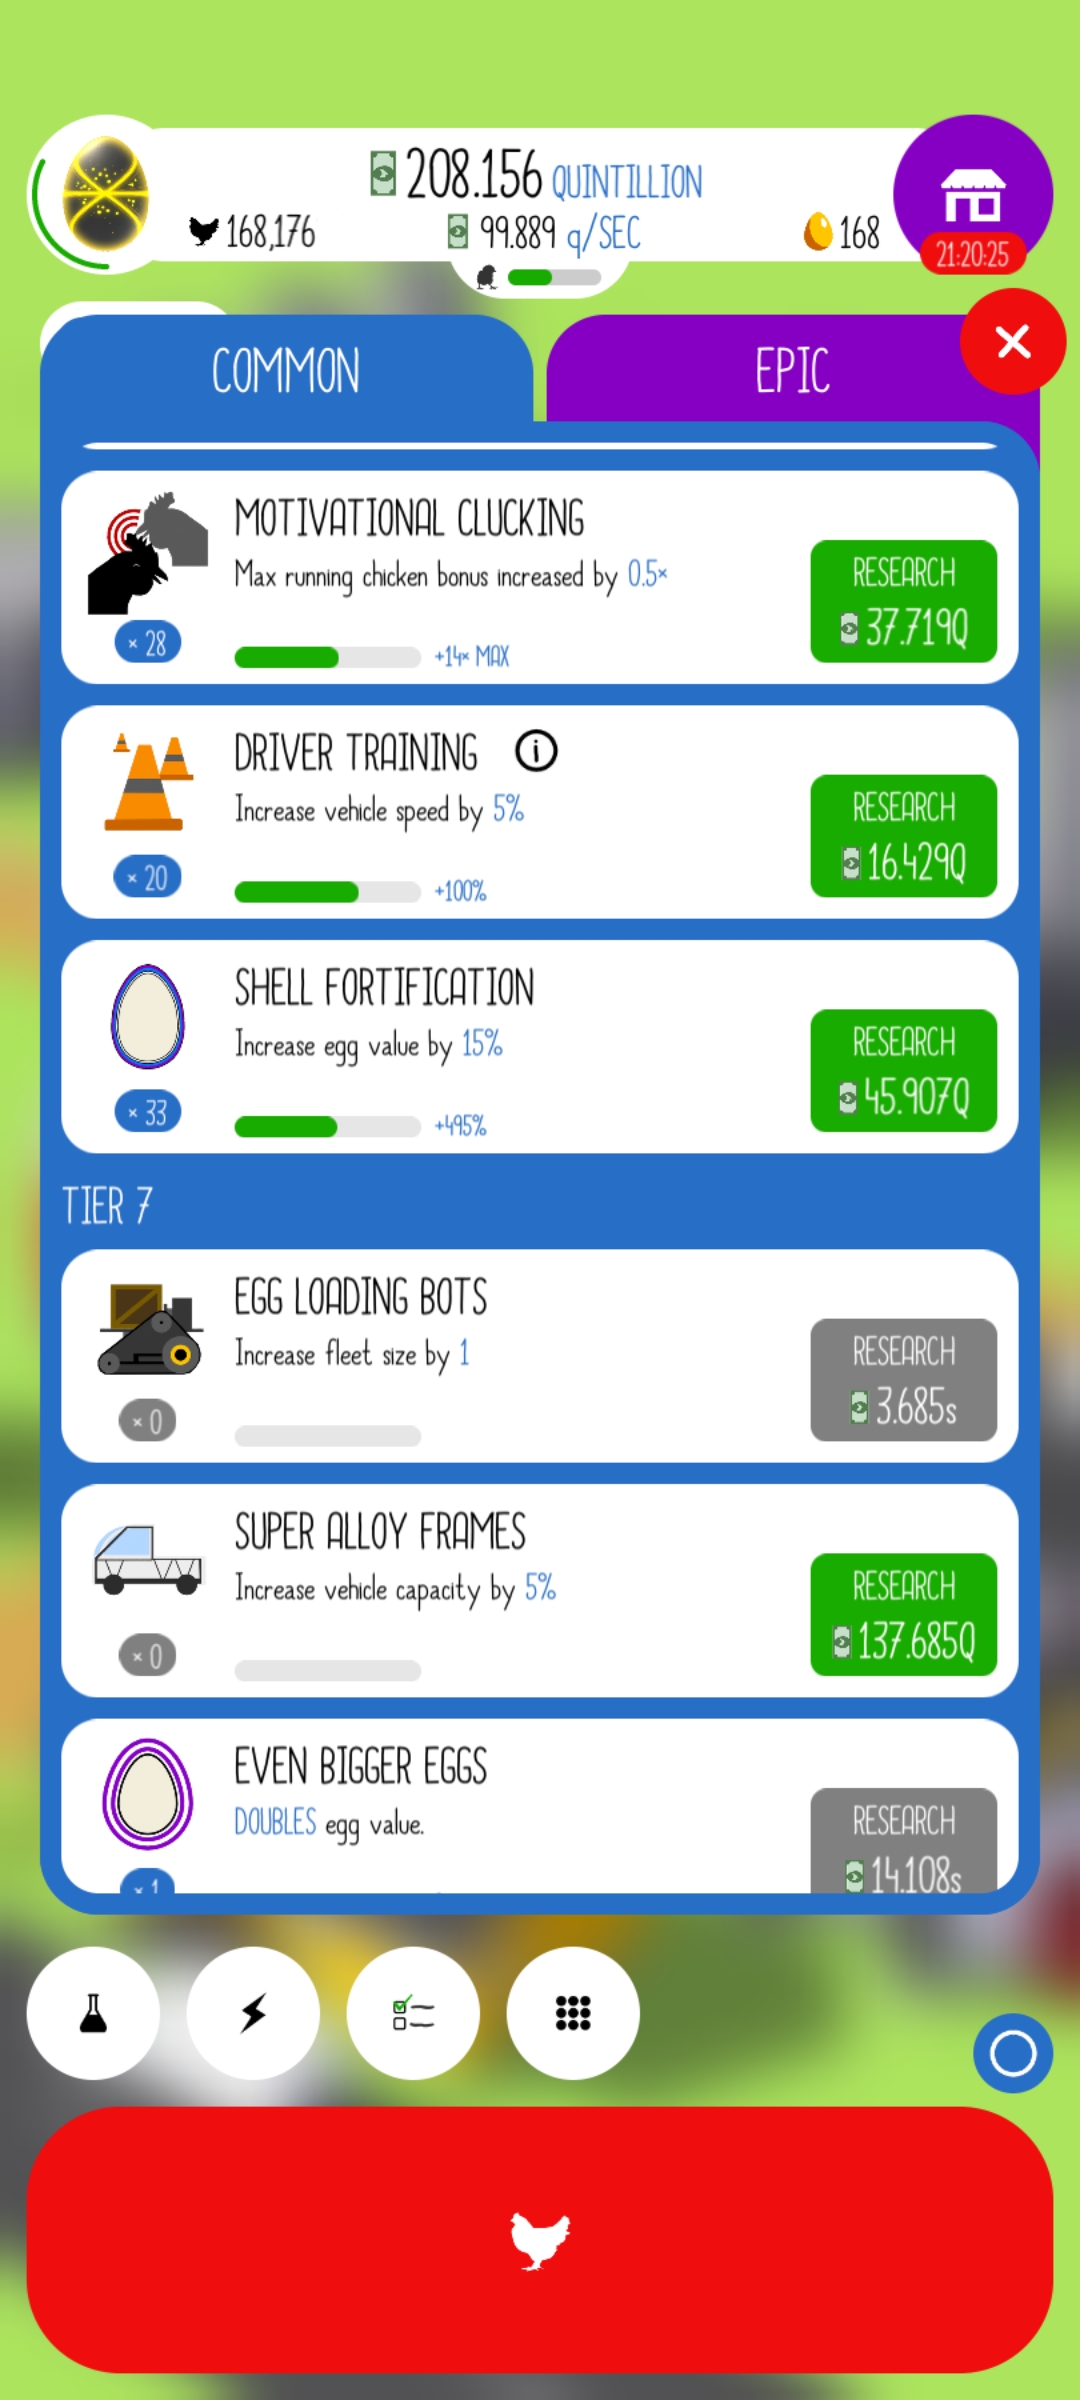 208.156 QUINTILLION
168,176
99.889 q/SEC
168
21:20:25
COMMON
EPIC
MOTIVATIONAL CLUCKING
Max running chicken bonus increased by 0.5×
RESEARCH
37.719Q
× 28
+14× MAX
DRIVER TRAINING i
Increase vehicle speed by 5%
RESEARCH
16.429Q
× 20
+100%
SHELL FORTIFICATION
Increase egg value by 15%
RESEARCH
45.907Q
× 33
+495%
TIER 7
EGG LOADING BOTS
Increase fleet size by 1
RESEARCH
3.685s
× 0
SUPER ALLOY FRAMES
Increase vehicle capacity by 5%
RESEARCH
137.685Q
× 0
EVEN BIGGER EGGS
DOUBLES egg value.
RESEARCH
14.108s
× 1